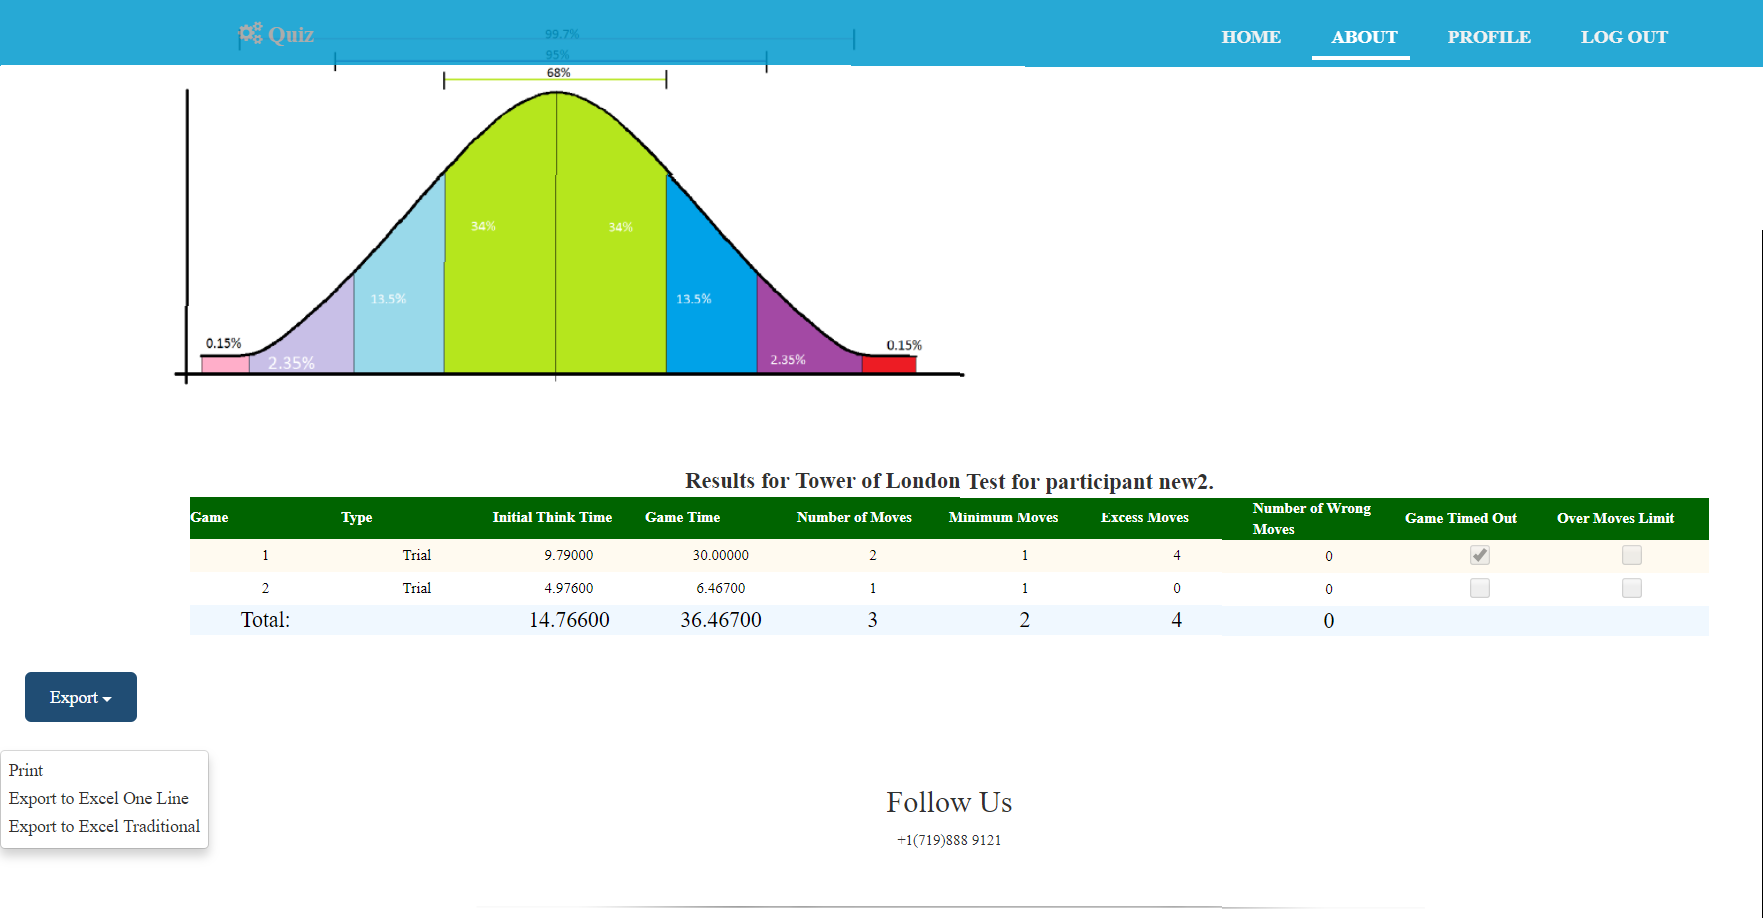 Quiz
HOME ABOUT PROFILE LOG OUT
99.7%
95%
68%
34% 34%
13.5% 13.5%
0.15% 0.15%
2.35% 2.35%
Results for Tower of London Test for participant new2.
Game Type Initial Think Time Game Time Number of Moves Minimum Moves Excess Moves Number of Wrong Moves Game Timed Out Over Moves Limit
1 Trial 9.79000 30.00000 2 1 4 0
2 Trial 4.97600 6.46700 1 1 0 0
Total: 14.76600 36.46700 3 2 4 0
Export
Print
Export to Excel One Line
Export to Excel Traditional
Follow Us
+1(719)888 9121